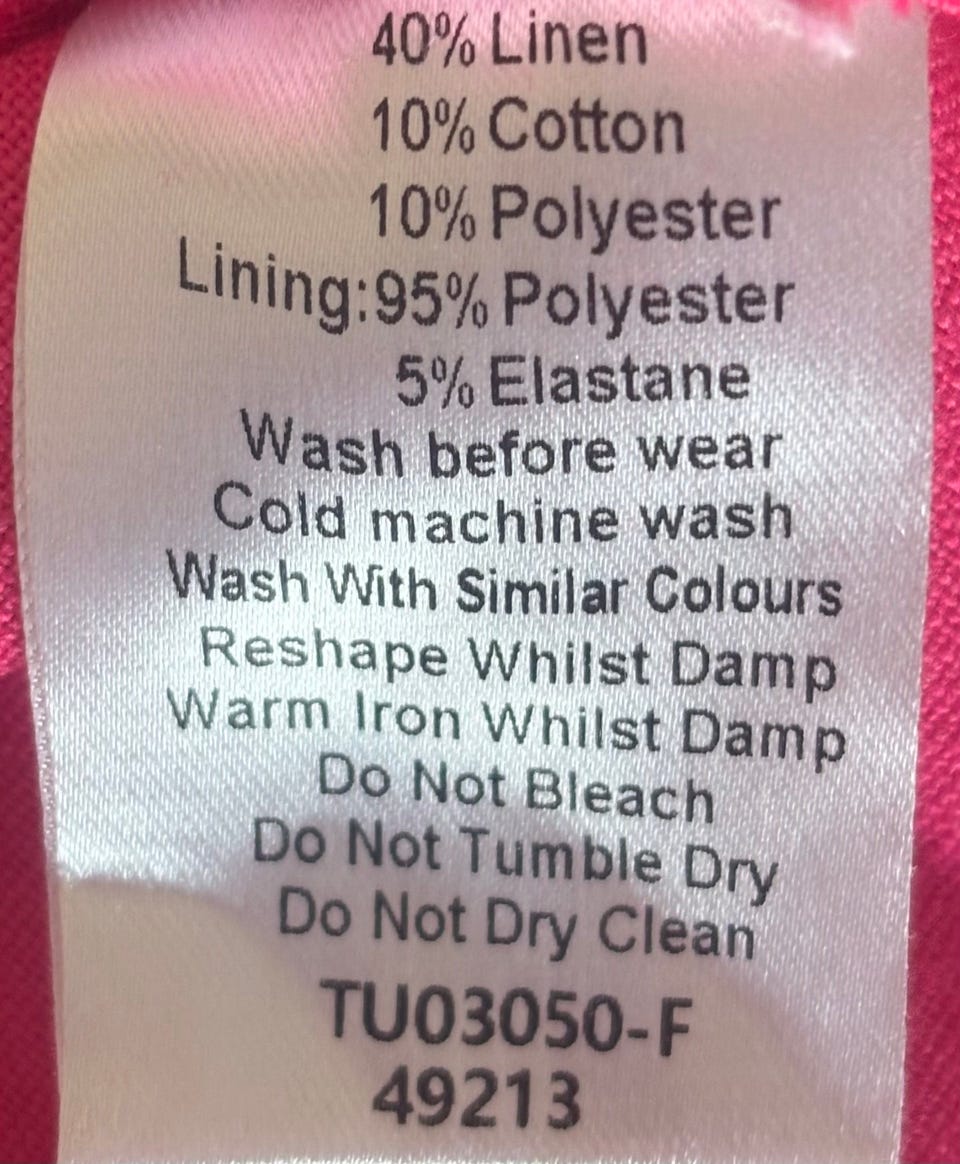 40% Linen
10% Cotton
10% Polyester
Lining:95% Polyester
5% Elastane
Wash before wear
Cold machine wash
Wash With Similar Colours
Reshape Whilst Damp
Warm Iron Whilst Damp
Do Not Bleach
Do Not Tumble Dry
Do Not Dry Clean
TU03050-F
49213